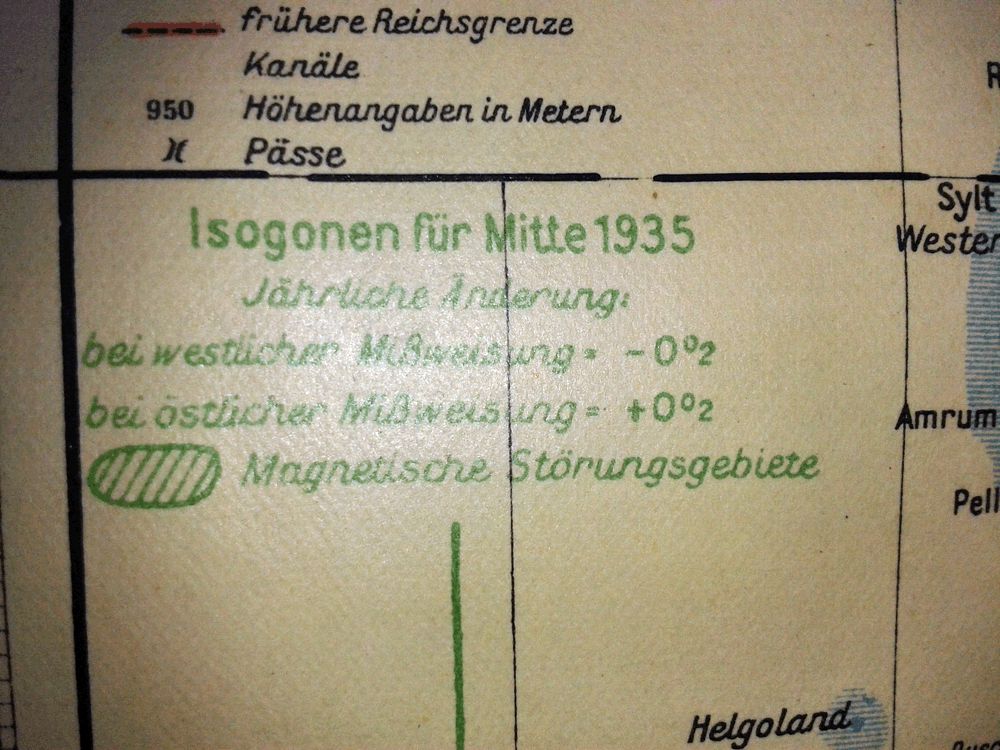 frühere Reichsgrenze
Kanäle
950 Höhenangaben in Metern
Pässe
Isogonen für Mitte 1935
Jährliche Änderung:
bei westlicher Mißweisung = -0°2
bei östlicher Mißweisung = +0°2
Magnetische Störungsgebiete
Sylt
Wester
Amrum
Pell
Helgoland